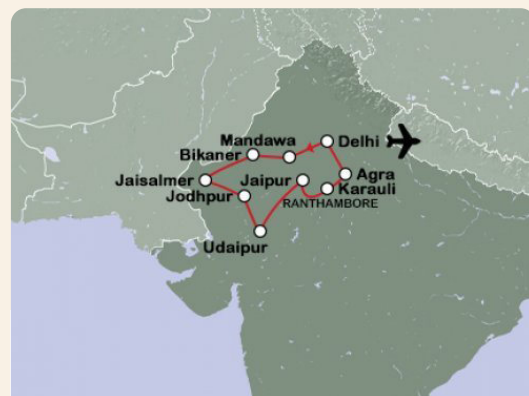 Mandawa
Delhi
Bikaner
Jaisalmer
Jaipur
Agra
Jodhpur
Karauli
RANTHAMBORE
Udaipur